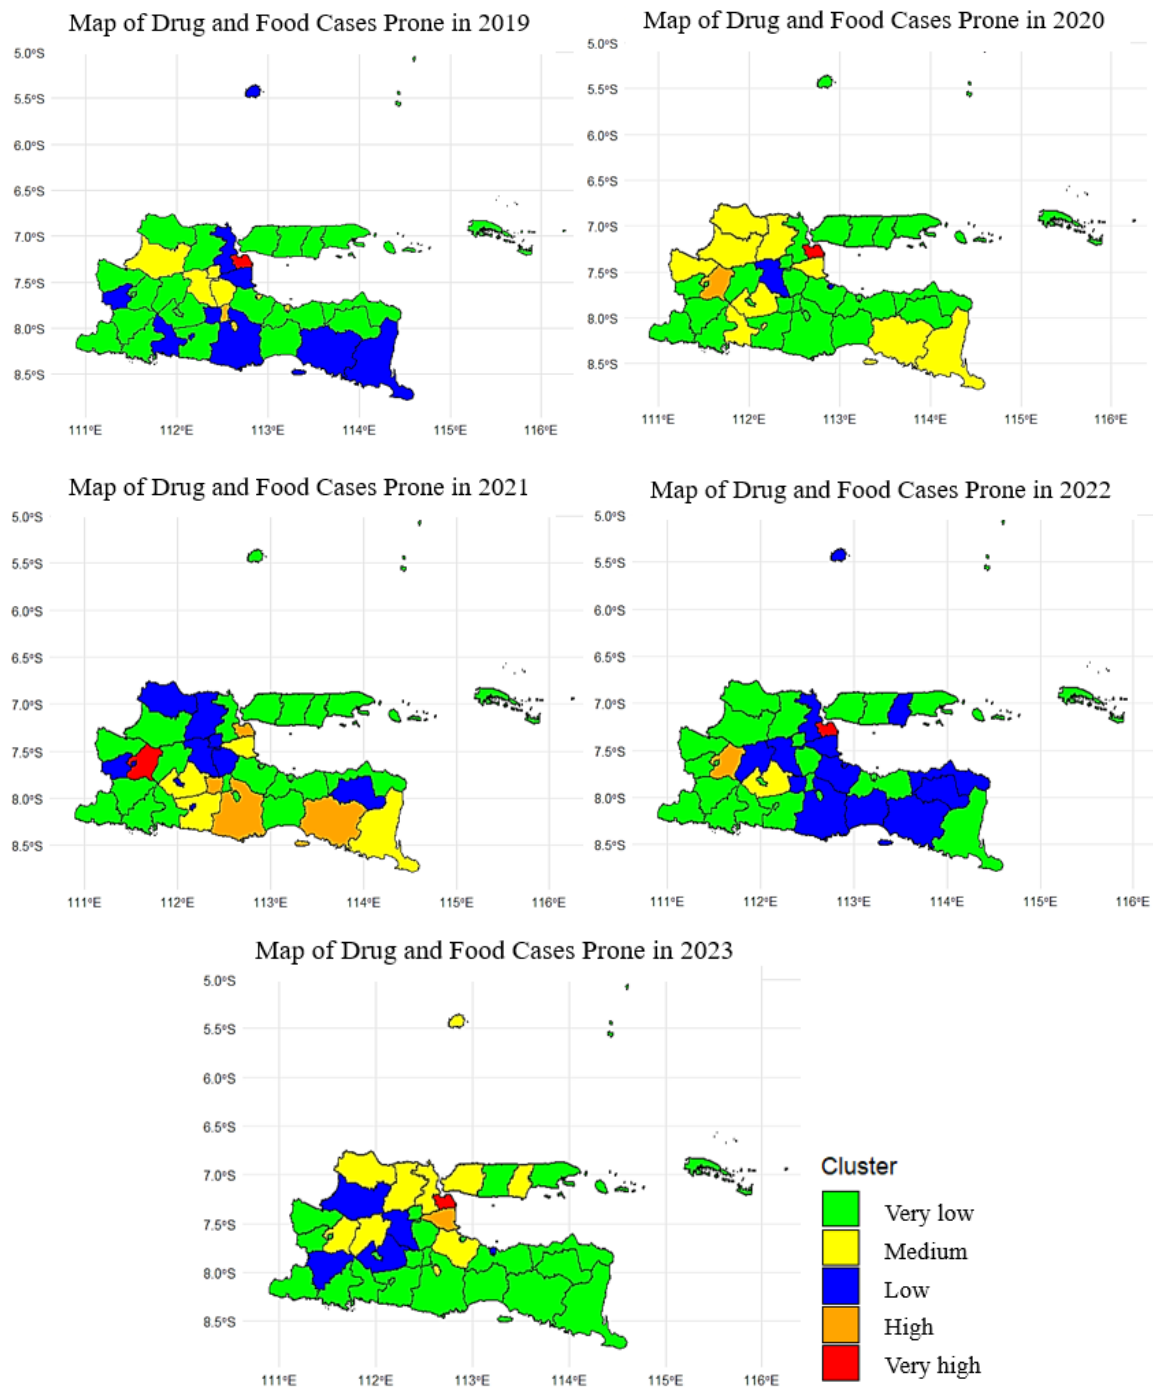 Map of Drug and Food Cases Prone in 2019
5.0°S
5.5°S
6.0°S
6.5°S
7.0°S
7.5°S
8.0°S
8.5°S
111°E 112°E 113°E 114°E 115°E 116°E
Map of Drug and Food Cases Prone in 2020
5.0°S
5.5°S
6.0°S
6.5°S
7.0°S
7.5°S
8.0°S
8.5°S
111°E 112°E 113°E 114°E 115°E 116°E
Map of Drug and Food Cases Prone in 2021
5.0°S
5.5°S
6.0°S
6.5°S
7.0°S
7.5°S
8.0°S
8.5°S
111°E 112°E 113°E 114°E 115°E 116°E
Map of Drug and Food Cases Prone in 2022
5.0°S
5.5°S
6.0°S
6.5°S
7.0°S
7.5°S
8.0°S
8.5°S
111°E 112°E 113°E 114°E 115°E 116°E
Map of Drug and Food Cases Prone in 2023
5.0°S
5.5°S
6.0°S
6.5°S
7.0°S
7.5°S
8.0°S
8.5°S
111°E 112°E 113°E 114°E 115°E 116°E
Cluster
Very low
Medium
Low
High
Very high